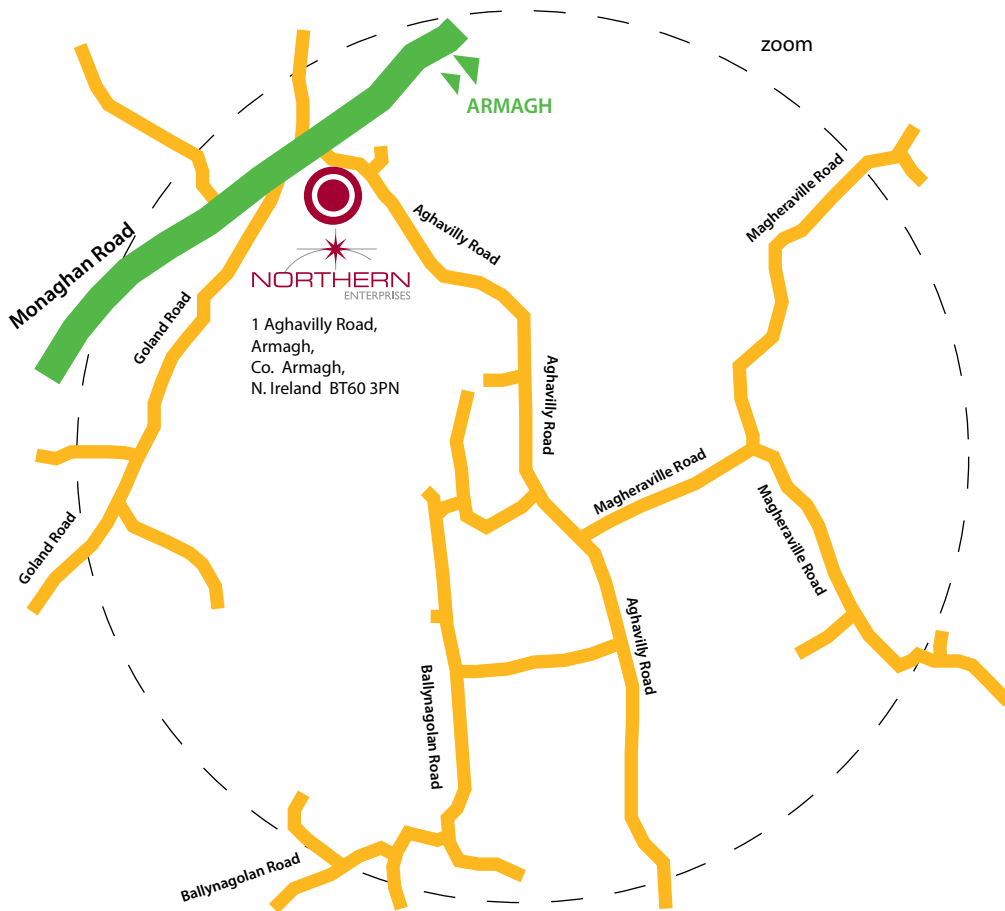 zoom
ARMAGH
Magheraville Road
Aghavilly Road
Monaghan Road
NORTHERN
ENTERPRISES
Goland Road
1 Aghavilly Road,
Armagh,
Co. Armagh,
N. Ireland BT60 3PN
Aghavilly Road
Magheraville Road
Magheraville Road
Goland Road
Aghavilly Road
Ballynagolan Road
Ballynagolan Road